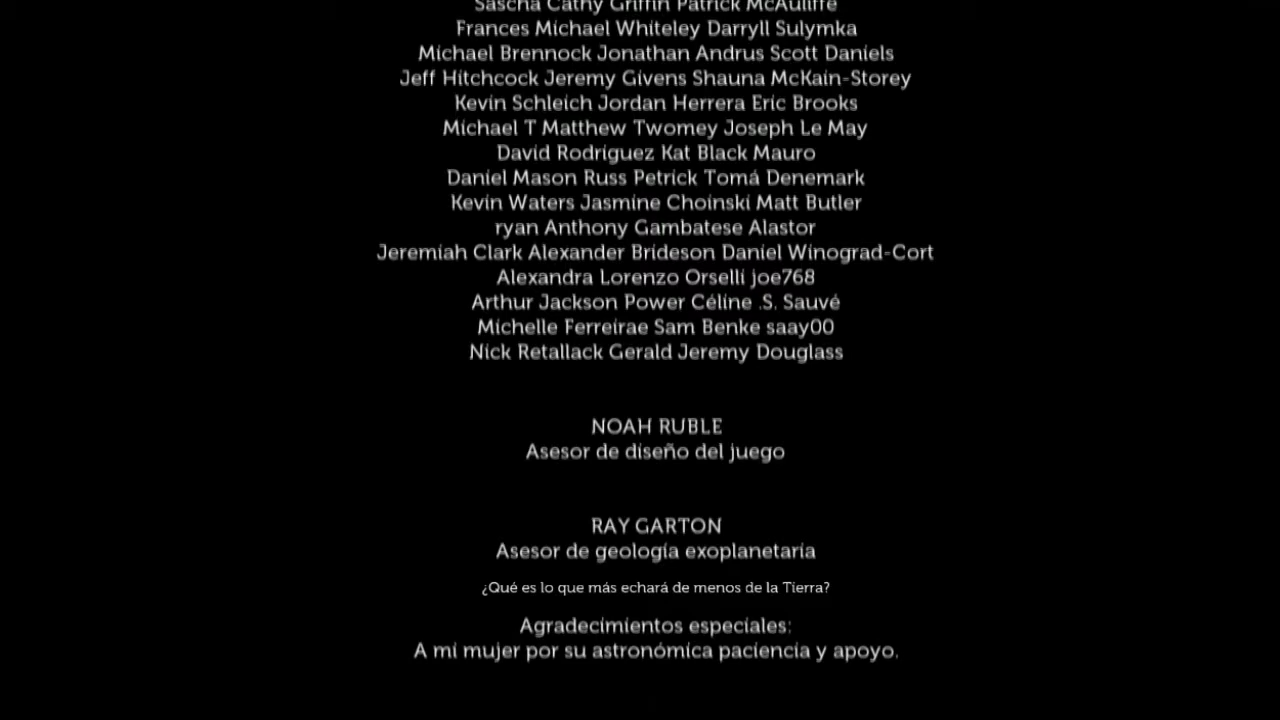 Sascha Cathy Griffin Patrick McAuliffe
Frances Michael Whiteley Darryll Sulymka
Michael Brennock Jonathan Andrus Scott Daniels
Jeff Hitchcock Jeremy Givens Shauna McKain-Storey
Kevin Schleich Jordan Herrera Eric Brooks
Michael T Matthew Twomey Joseph Le May
David Rodriguez Kat Black Mauro
Daniel Mason Russ Petrick Tomá Denemark
Kevin Waters Jasmine Choinski Matt Butler
ryan Anthony Gambatese Alastor
Jeremiah Clark Alexander Brideson Daniel Winograd-Cort
Alexandra Lorenzo Orselli joe768
Arthur Jackson Power Céline .S. Sauvé
Michelle Ferreirae Sam Benke saay00
Nick Retallack Gerald Jeremy Douglass
NOAH RUBLE
Asesor de diseño del juego
RAY GARTON
Asesor de geología exoplanetaria
¿Qué es lo que más echará de menos de la Tierra?
Agradecimientos especiales:
A mi mujer por su astronómica paciencia y apoyo.